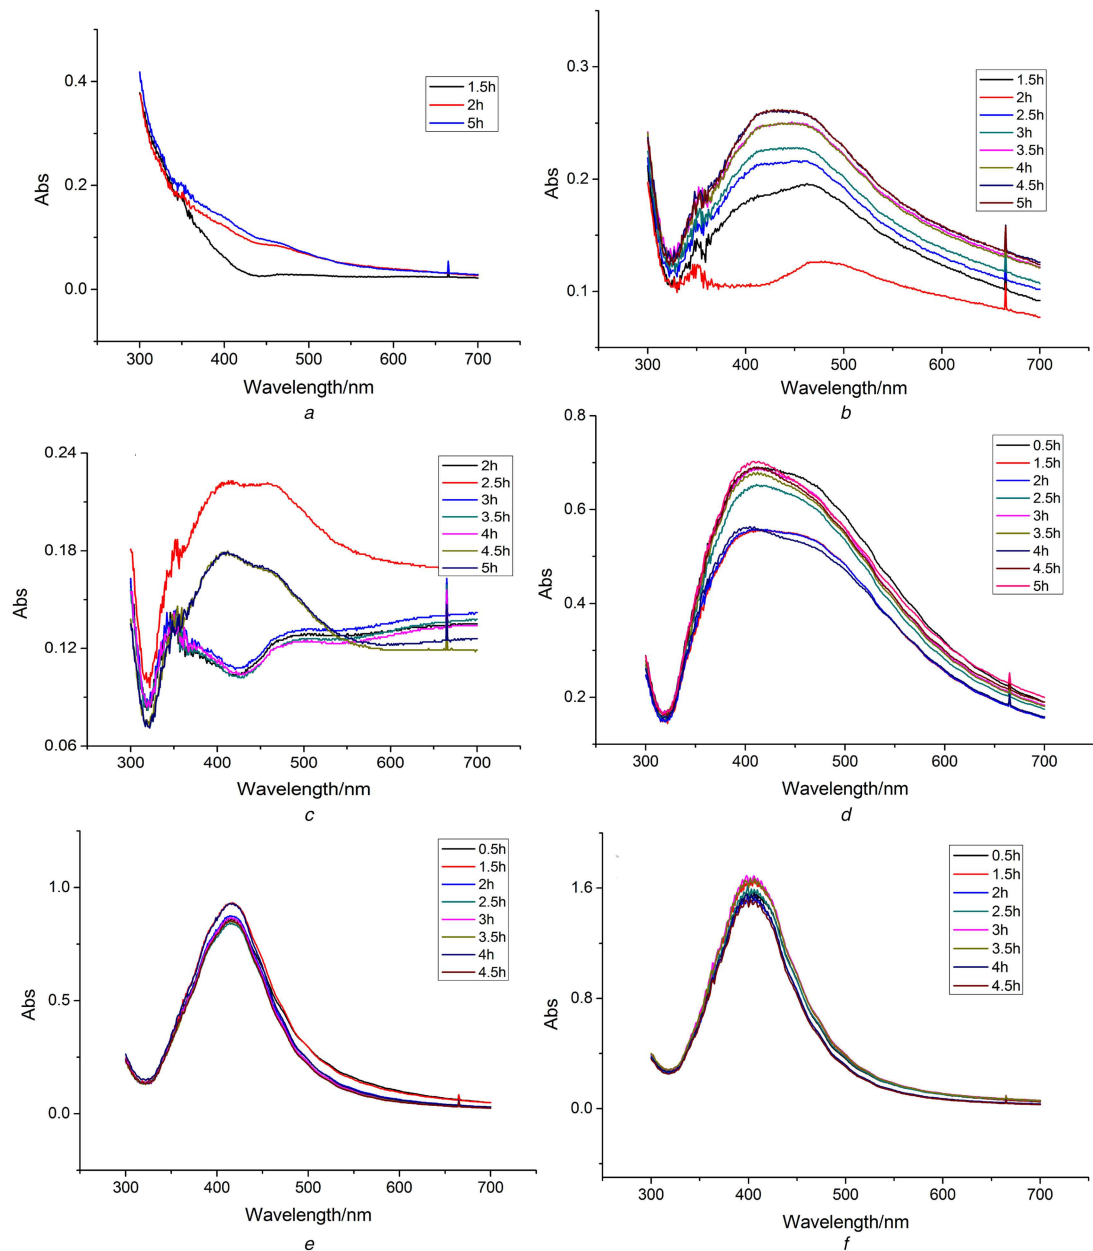 0.4
0.2
0.0
Abs
300
400
500
600
700
Wavelength/nm
1.5h
2h
5h
a
0.3
0.2
0.1
Abs
300
400
500
600
700
Wavelength/nm
1.5h
2h
2.5h
3h
3.5h
4h
4.5h
5h
b
0.24
0.18
0.12
0.06
Abs
300
400
500
600
700
Wavelength/nm
2h
2.5h
3h
3.5h
4h
4.5h
5h
c
0.8
0.6
0.4
0.2
Abs
300
400
500
600
700
Wavelength/nm
0.5h
1.5h
2h
2.5h
3h
3.5h
4h
4.5h
5h
d
1.0
0.5
0.0
Abs
300
400
500
600
700
Wavelength/nm
0.5h
1.5h
2h
2.5h
3h
3.5h
4h
4.5h
e
1.6
0.8
0.0
Abs
300
400
500
600
700
Wavelength/nm
0.5h
1.5h
2h
2.5h
3h
3.5h
4h
4.5h
f